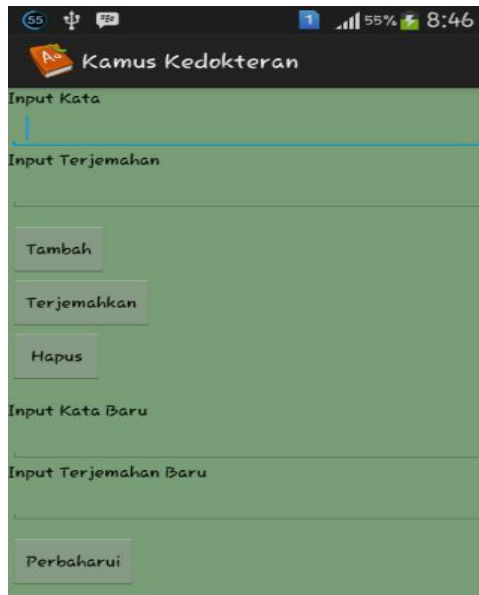 55 1 55% 8:46
Kamus Kedokteran
Input Kata
Input Terjemahan
Tambah
Terjemahkan
Hapus
Input Kata Baru
Input Terjemahan Baru
Perbaharui